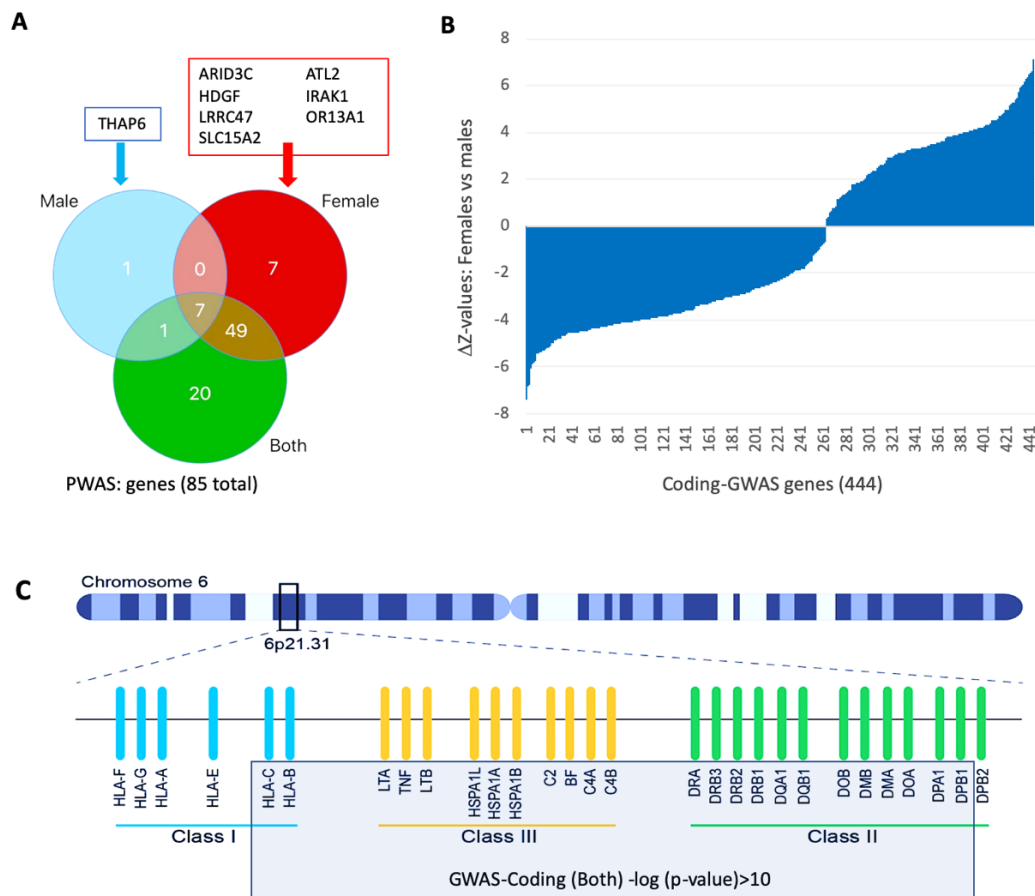 A
THAP6
ARID3C ATL2
HDGF IRAK1
LRRC47 OR13A1
SLC15A2
Male
Female
1
0
7
7
1
49
20
Both
PWAS: genes (85 total)
B
ΔZ-values: Females vs males
8
6
4
2
0
-2
-4
-6
-8
1
21
41
61
81
101
121
141
161
181
201
221
241
261
281
301
321
341
361
381
401
421
441
Coding-GWAS genes (444)
C
Chromosome 6
6p21.31
HLA-F
HLA-G
HLA-A
HLA-E
HLA-C
HLA-B
LTA
TNF
LTB
HSPA1L
HSPA1A
HSPA1B
C2
BF
C4A
C4B
DRA
DRB3
DRB2
DRB1
DQA1
DQB1
DOB
DMB
DMA
DOA
DPA1
DPB1
DPB2
Class I
Class III
Class II
GWAS-Coding (Both) -log (p-value)>10